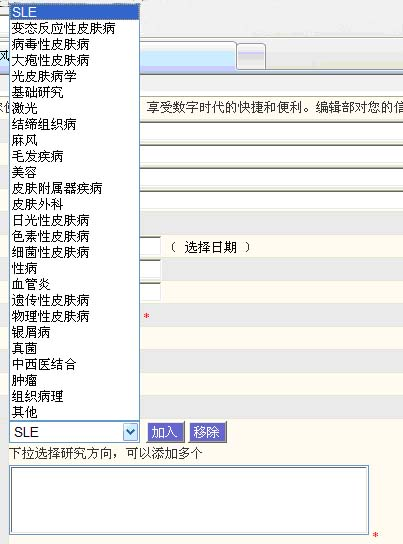 SLE
变态反应性皮肤病
病毒性皮肤病
大疱性皮肤病
光皮肤病学
基础研究
享受数字时代的快捷和便利。编辑部对您的信
激光
结缔组织病
麻风
毛发疾病
美容
皮肤附属器疾病
皮肤外科
日光性皮肤病
色素性皮肤病
（ 选择日期 ）
细菌性皮肤病
性病
血管炎
遗传性皮肤病
物理性皮肤病
*
银屑病
真菌
中西医结合
肿瘤
组织病理
其他
SLE 加入 移除
下拉选择研究方向，可以添加多个
*